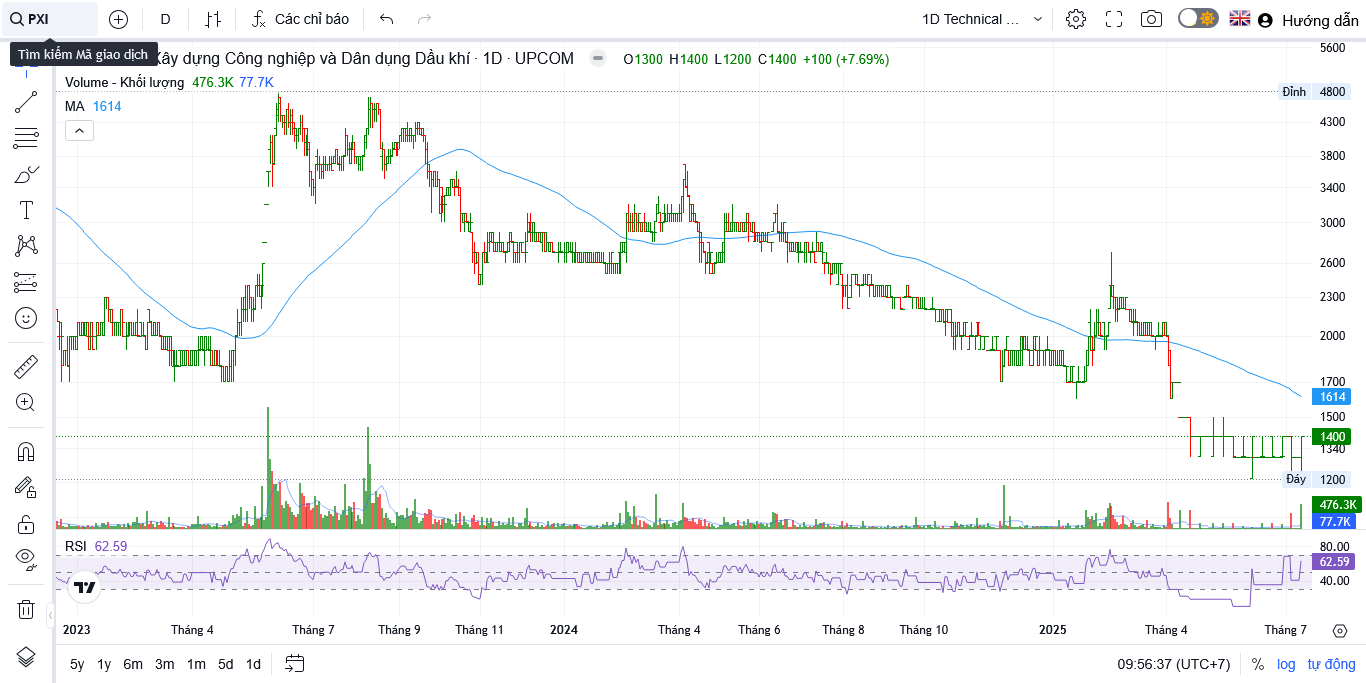 PXI
D
Các chỉ báo
1D Technical ...
Hướng dẫn
Tìm kiếm Mã giao dịch
Xây dựng Công nghiệp và Dân dụng Dầu khí · 1D · UPCOM
O1300 H1400 L1200 C1400 +100 (+7.69%)
Volume - Khối lượng 476.3K 77.7K
MA 1614
5600
Đỉnh 4800
4300
3800
3400
3000
2600
2300
2000
1700
1614
1500
1400
1340
Đáy 1200
476.3K
77.7K
RSI 62.59
80.00
62.59
40.00
2023 Tháng 4 Tháng 7 Tháng 9 Tháng 11 2024 Tháng 4 Tháng 6 Tháng 8 Tháng 10 2025 Tháng 4 Tháng 7
5y 1y 6m 3m 1m 5d 1d
09:56:37 (UTC+7) % log tự động